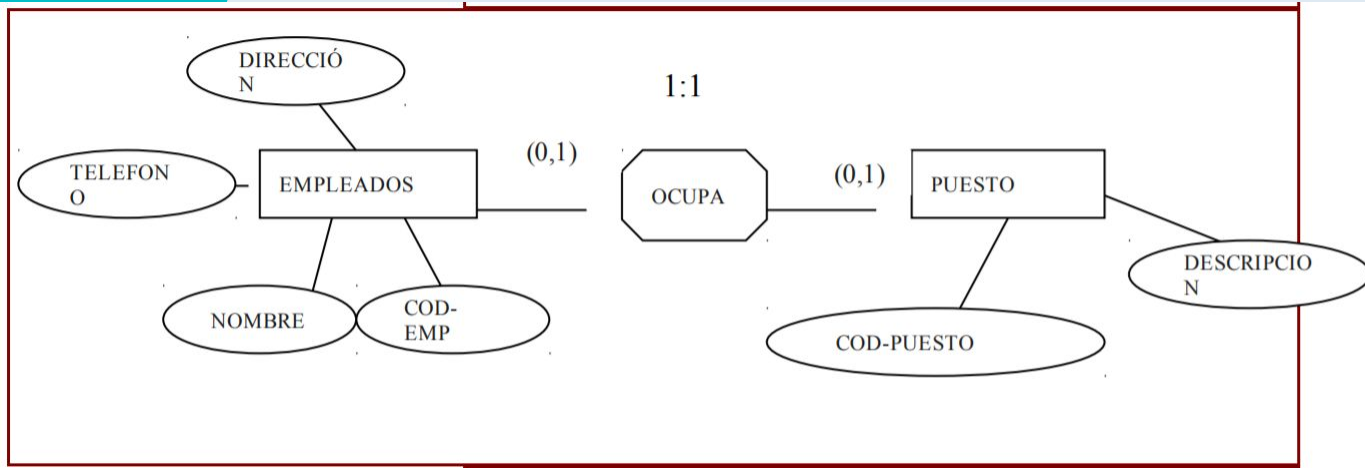 DIRECCIÓ
N
1:1
TELEFON
O
EMPLEADOS
(0,1)
OCUPA
(0,1)
PUESTO
NOMBRE
COD-
EMP
COD-PUESTO
DESCRIPCIO
N